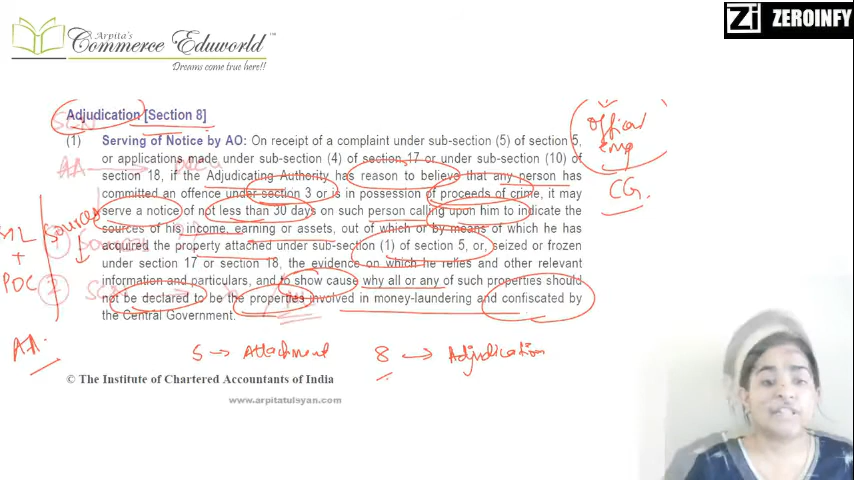 Arpita's
Commerce Eduworld
Dreams come true here!!
Zi ZEROINFY
Adjudication [Section 8]
(1) Serving of Notice by AO: On receipt of a complaint under sub-section (5) of section 5,
or applications made under sub-section (4) of section 17 or under sub-section (10) of
section 18, if the Adjudicating Authority has reason to believe that any person has
committed an offence under section 3 or is in possession of proceeds of crime, it may
serve a notice of not less than 30 days on such person calling upon him to indicate the
sources of his income, earning or assets, out of which or by means of which he has
acquired the property attached under sub-section (1) of section 5, or, seized or frozen
under section 17 or section 18, the evidence on which he relies and other relevant
information and particulars, and to show cause why all or any of such properties should
not be declared to be the properties involved in money-laundering and confiscated by
the Central Government.
officer
emp
CG.
SCN
AA
Sources
ML
+
POC
① Sources
②
AA.
5 → Attachment 8 → Adjudication
© The Institute of Chartered Accountants of India
www.arpitatulsyan.com